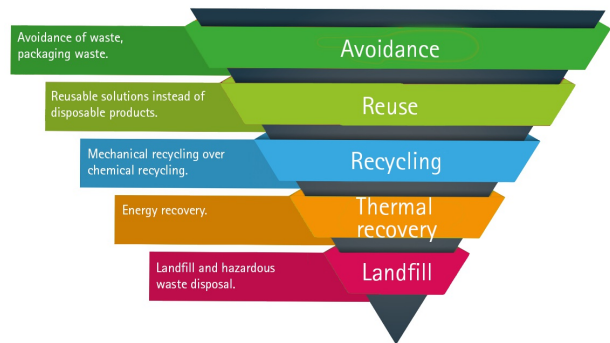 Avoidance of waste,
packaging waste.
Avoidance
Reusable solutions instead of
disposable products.
Reuse
Mechanical recycling over
chemical recycling.
Recycling
Energy recovery.
Thermal
recovery
Landfill and hazardous
waste disposal.
Landfill